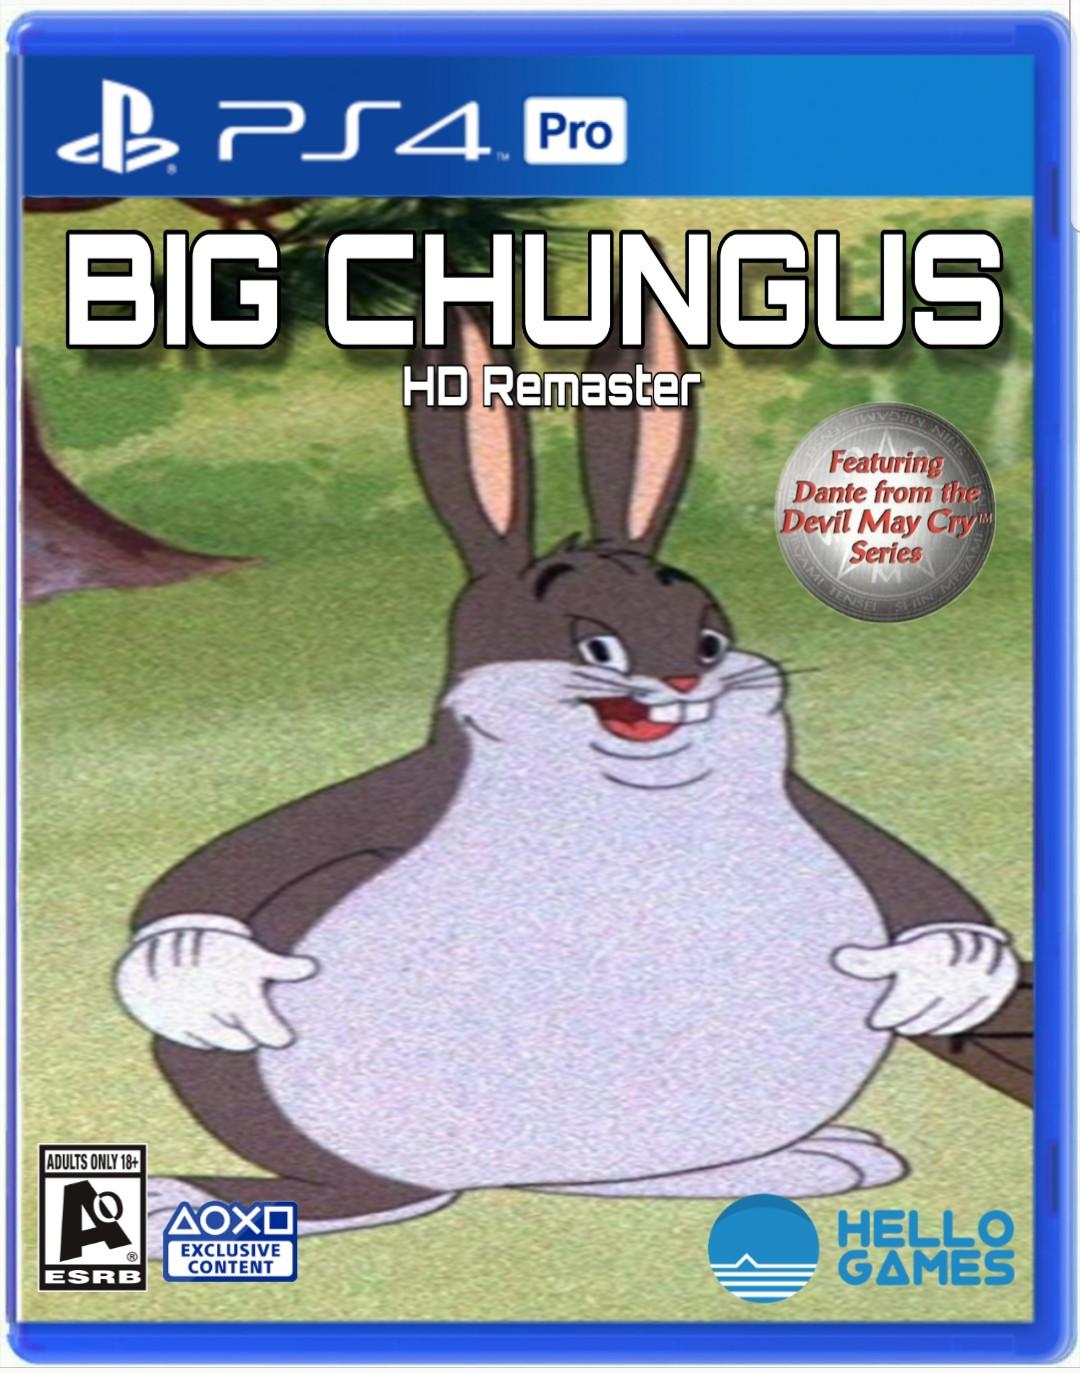 PS4™ Pro
BIG CHUNGUS
HD Remaster
Featuring
Dante from the
Devil May Cry™
Series
ADULTS ONLY 18+
AO
®
ESRB
EXCLUSIVE
CONTENT
HELLO
GAMES